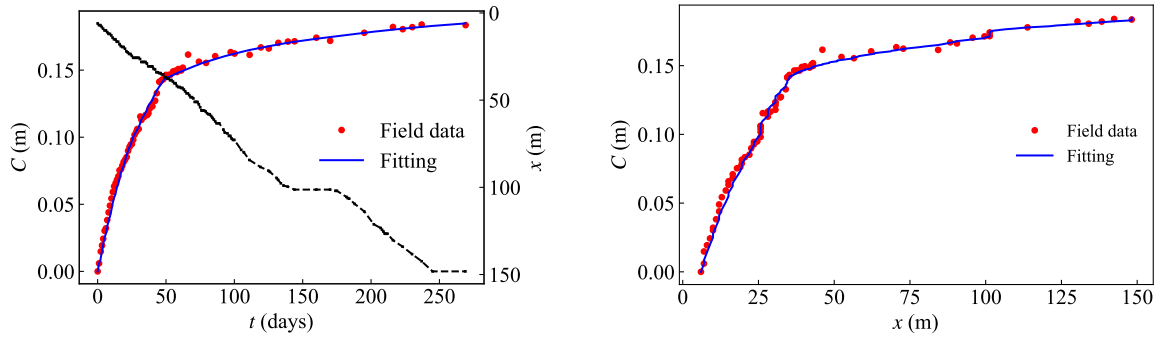 0.15
0.10
0.05
0.00
C (m)
0
50
100
150
x (m)
Field data
Fitting
0 50 100 150 200 250
t (days)
0.15
0.10
0.05
0.00
C (m)
Field data
Fitting
0 25 50 75 100 125 150
x (m)